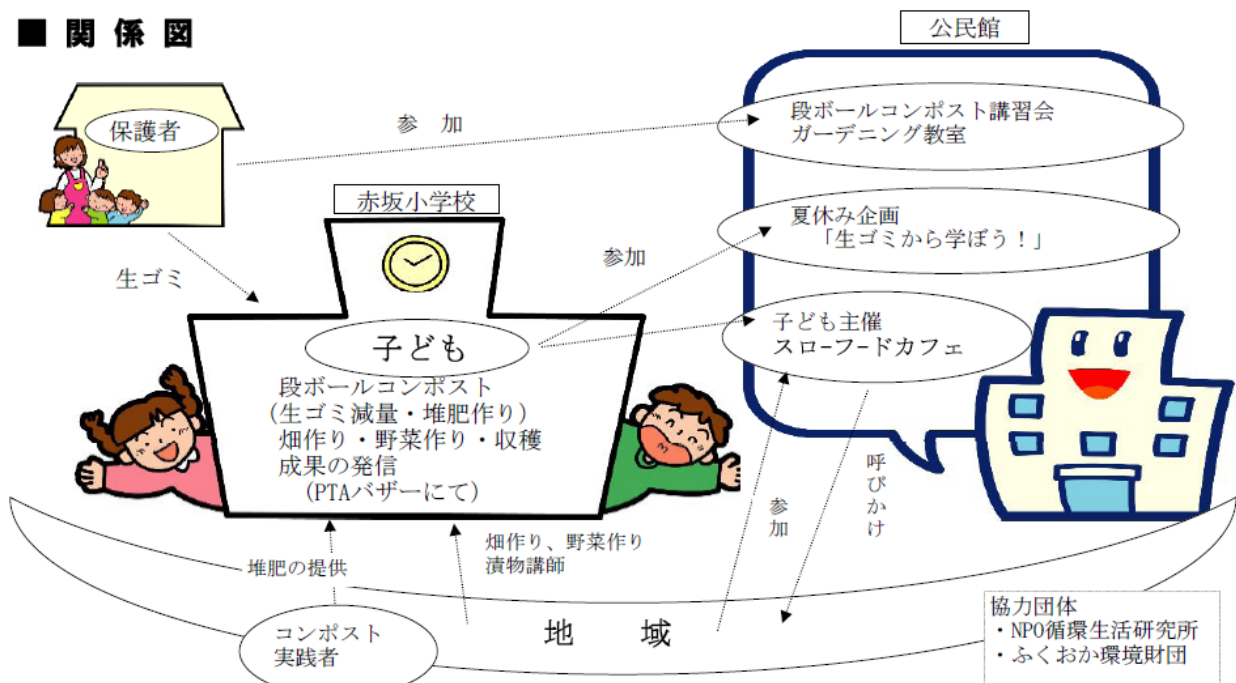 ■ 関 係 図
公民館
保護者
参 加
段ボールコンポスト講習会
ガーデニング教室
赤坂小学校
夏休み企画
「生ゴミから学ぼう！」
参加
生ゴミ
子ども主催
スローフードカフェ
子ども
段ボールコンポスト
（生ゴミ減量・堆肥作り）
畑作り・野菜作り・収穫
成果の発信
（PTAバザーにて）
呼びかけ
参加
畑作り、野菜作り
漬物講師
堆肥の提供
コンポスト
実践者
地 域
協力団体
・NPO循環生活研究所
・ふくおか環境財団